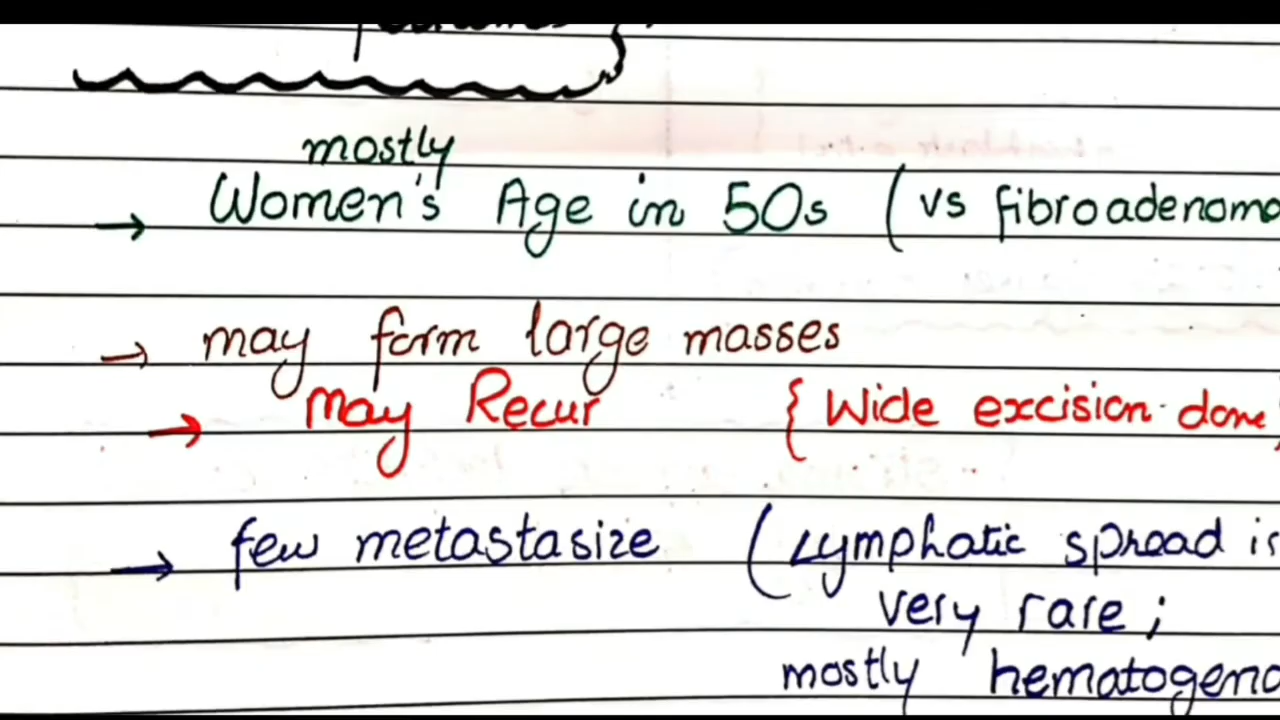 mostly
→ Women's Age in 50s ( vs fibroadenoma
→ may form large masses
→ may Recur { Wide excision done
→ few metastasize ( Lymphatic spread is
very rare ;
mostly hematogeno